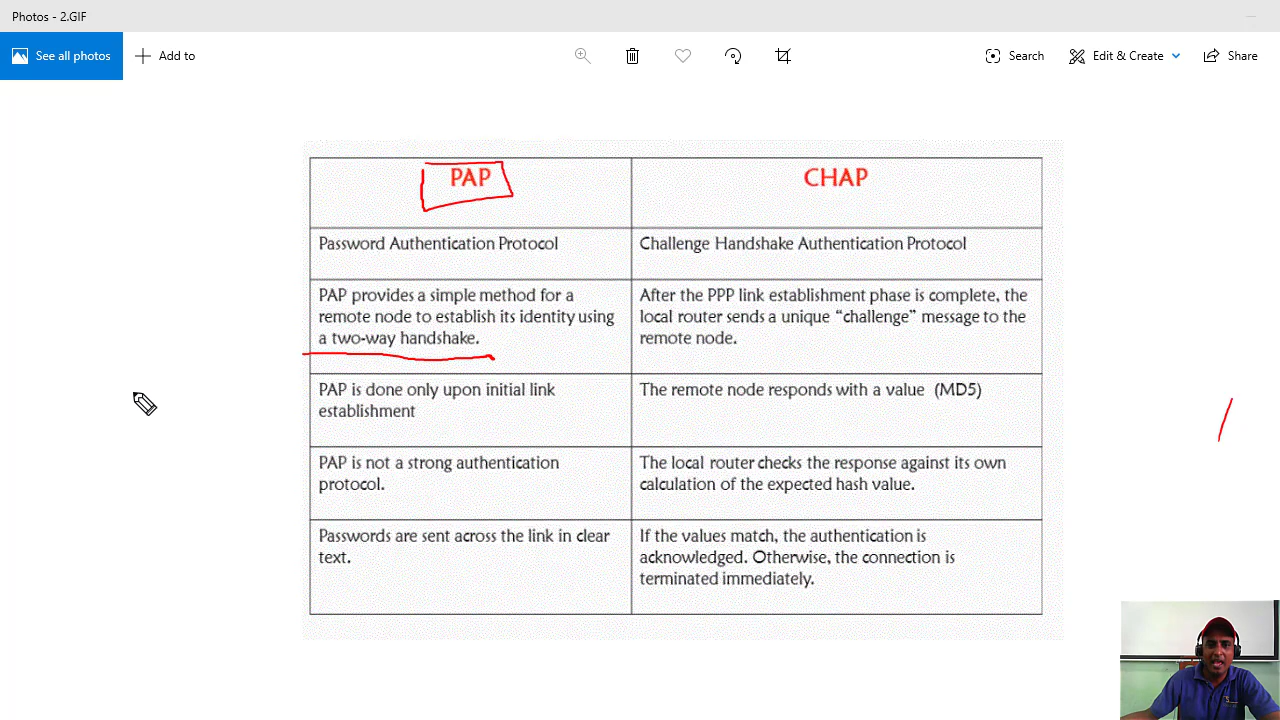 Photos - 2.GIF
See all photos
Add to
Search
Edit & Create
Share
PAP
CHAP
Password Authentication Protocol
Challenge Handshake Authentication Protocol
PAP provides a simple method for a
remote node to establish its identity using
a two-way handshake.
After the PPP link establishment phase is complete, the
local router sends a unique “challenge” message to the
remote node.
PAP is done only upon initial link
establishment
The remote node responds with a value (MD5)
PAP is not a strong authentication
protocol.
The local router checks the response against its own
calculation of the expected hash value.
Passwords are sent across the link in clear
text.
If the values match, the authentication is
acknowledged. Otherwise, the connection is
terminated immediately.